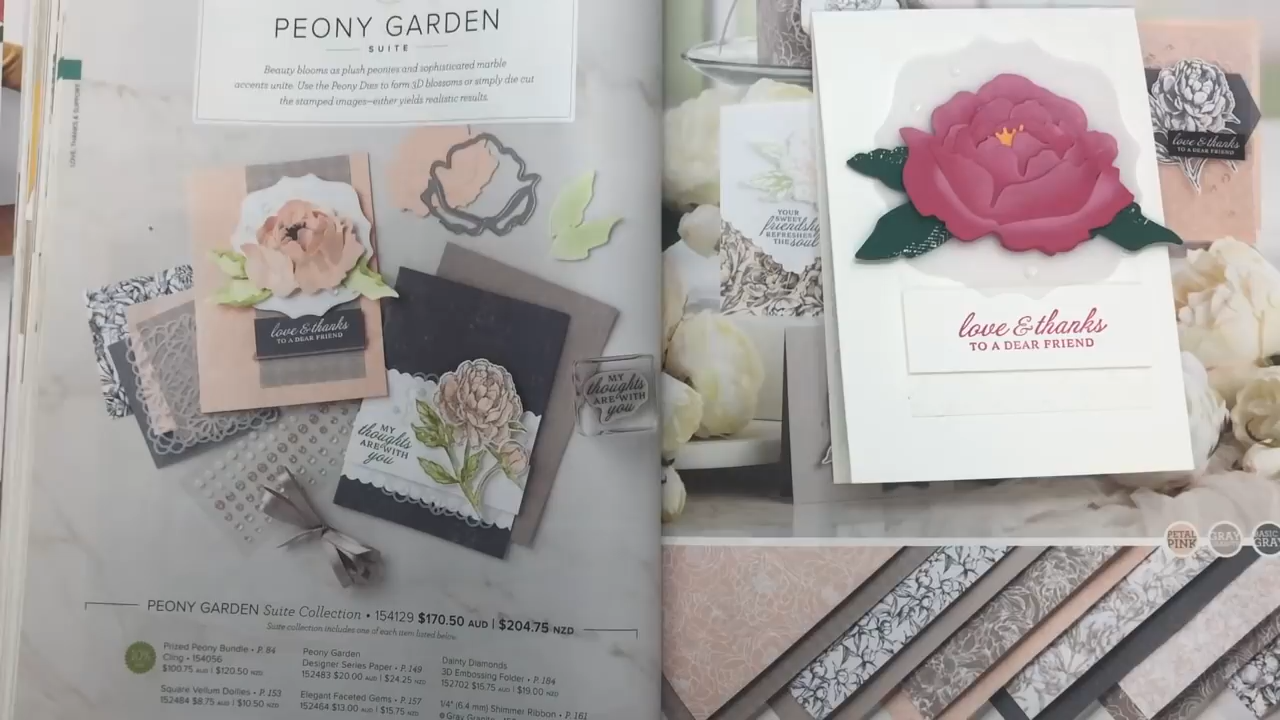 PEONY GARDEN
SUITE
Beauty blooms as plush peonies and sophisticated marble
accents unite. Use the Peony Dies to form 3D blossoms or simply die cut
the stamped images—either yields realistic results.
LOVE, THANKS & SUPPORT
love & thanks
TO A DEAR FRIEND
MY
thoughts
ARE WITH
you
MY
thoughts
ARE WITH
you
PEONY GARDEN Suite Collection • 154129 $170.50 AUD | $204.75 NZD
Suite collection includes one of each item listed below.
Prized Peony Bundle • P. 84
Cling • 154056
$100.75 AUD | $120.50 NZD
Square Vellum Doilies • P. 153
152484 $8.75 AUD | $10.50 NZD
Peony Garden
Designer Series Paper • P. 149
152483 $20.00 AUD | $24.25 NZD
Elegant Faceted Gems • P. 157
152464 $13.00 AUD | $15.75 NZD
Dainty Diamonds
3D Embossing Folder • P. 184
152702 $15.75 AUD | $19.00 NZD
1/4" (6.4 mm) Shimmer Ribbon • P. 161
Gray Granite
YOUR
SWEET
friendship
REFRESHES
THE soul
love & thanks
TO A DEAR FRIEND
love & thanks
TO A DEAR FRIEND
PETAL
PINK
GRAY
BASIC
GRAY